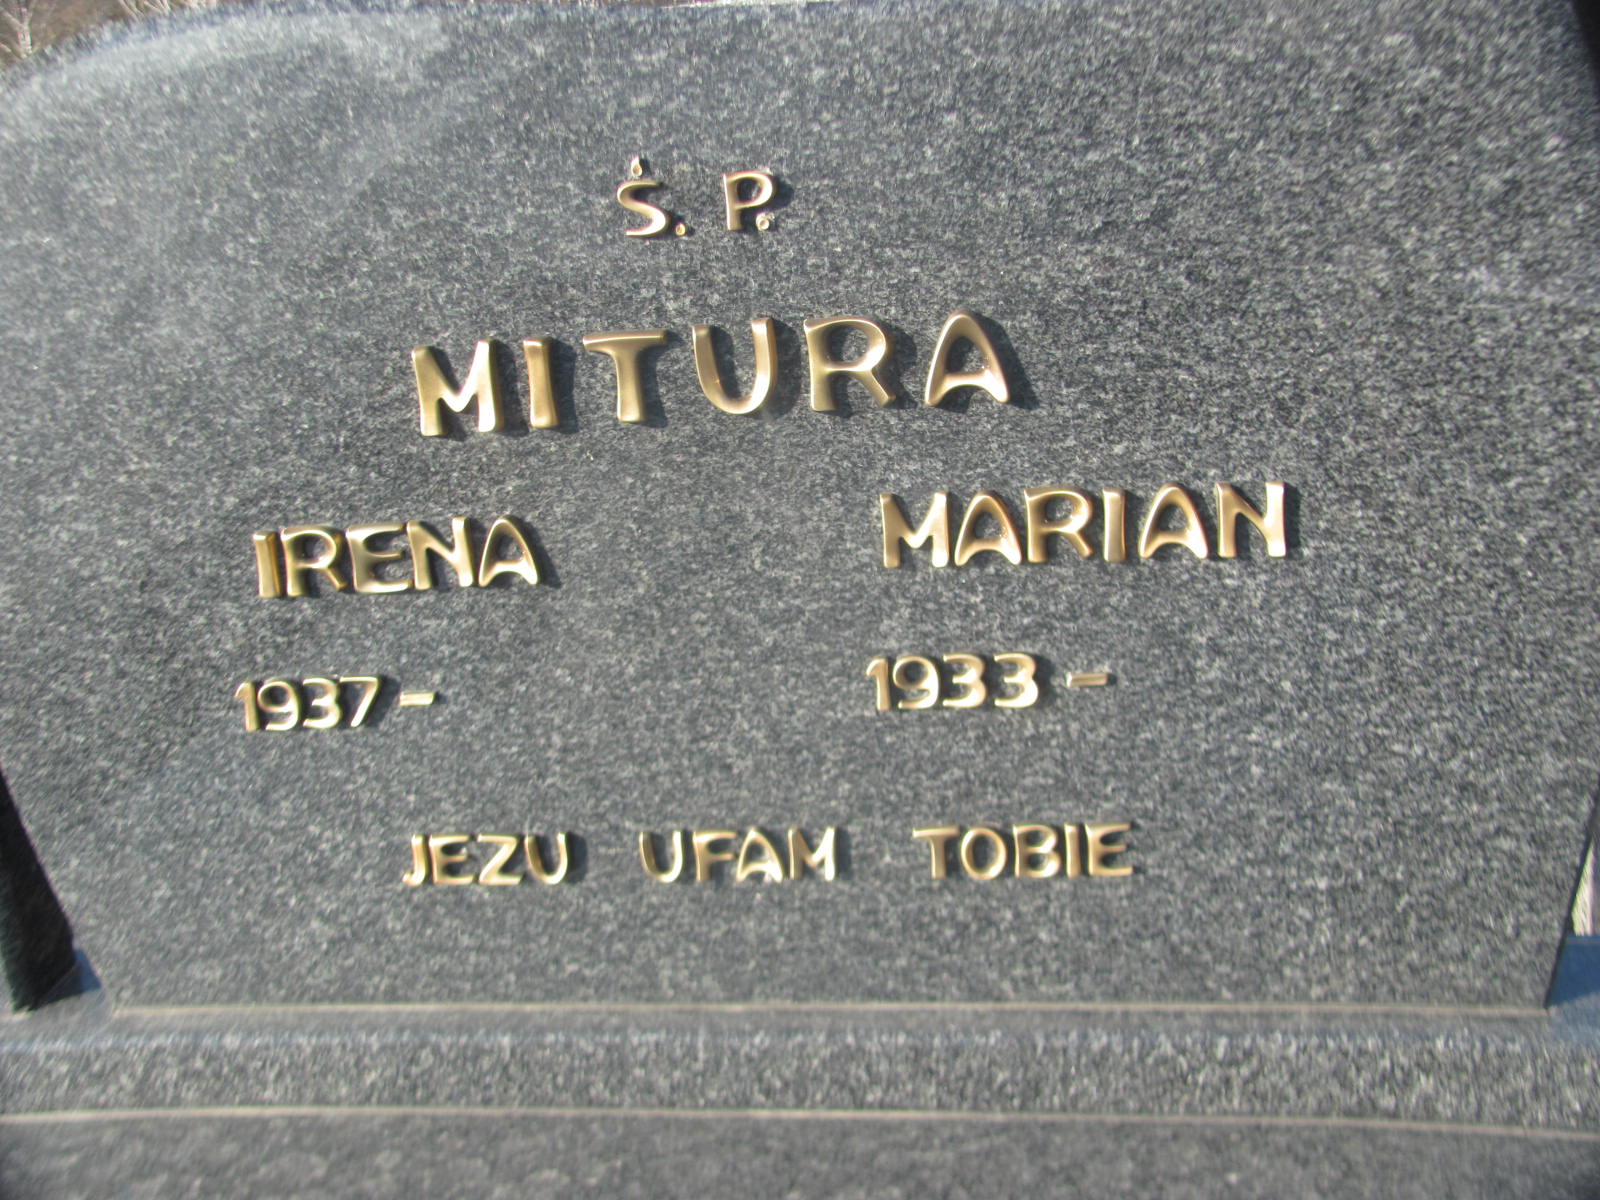 Ś. P.
MITURA
IRENA MARIAN
1937 - 1933 -
JEZU UFAM TOBIE